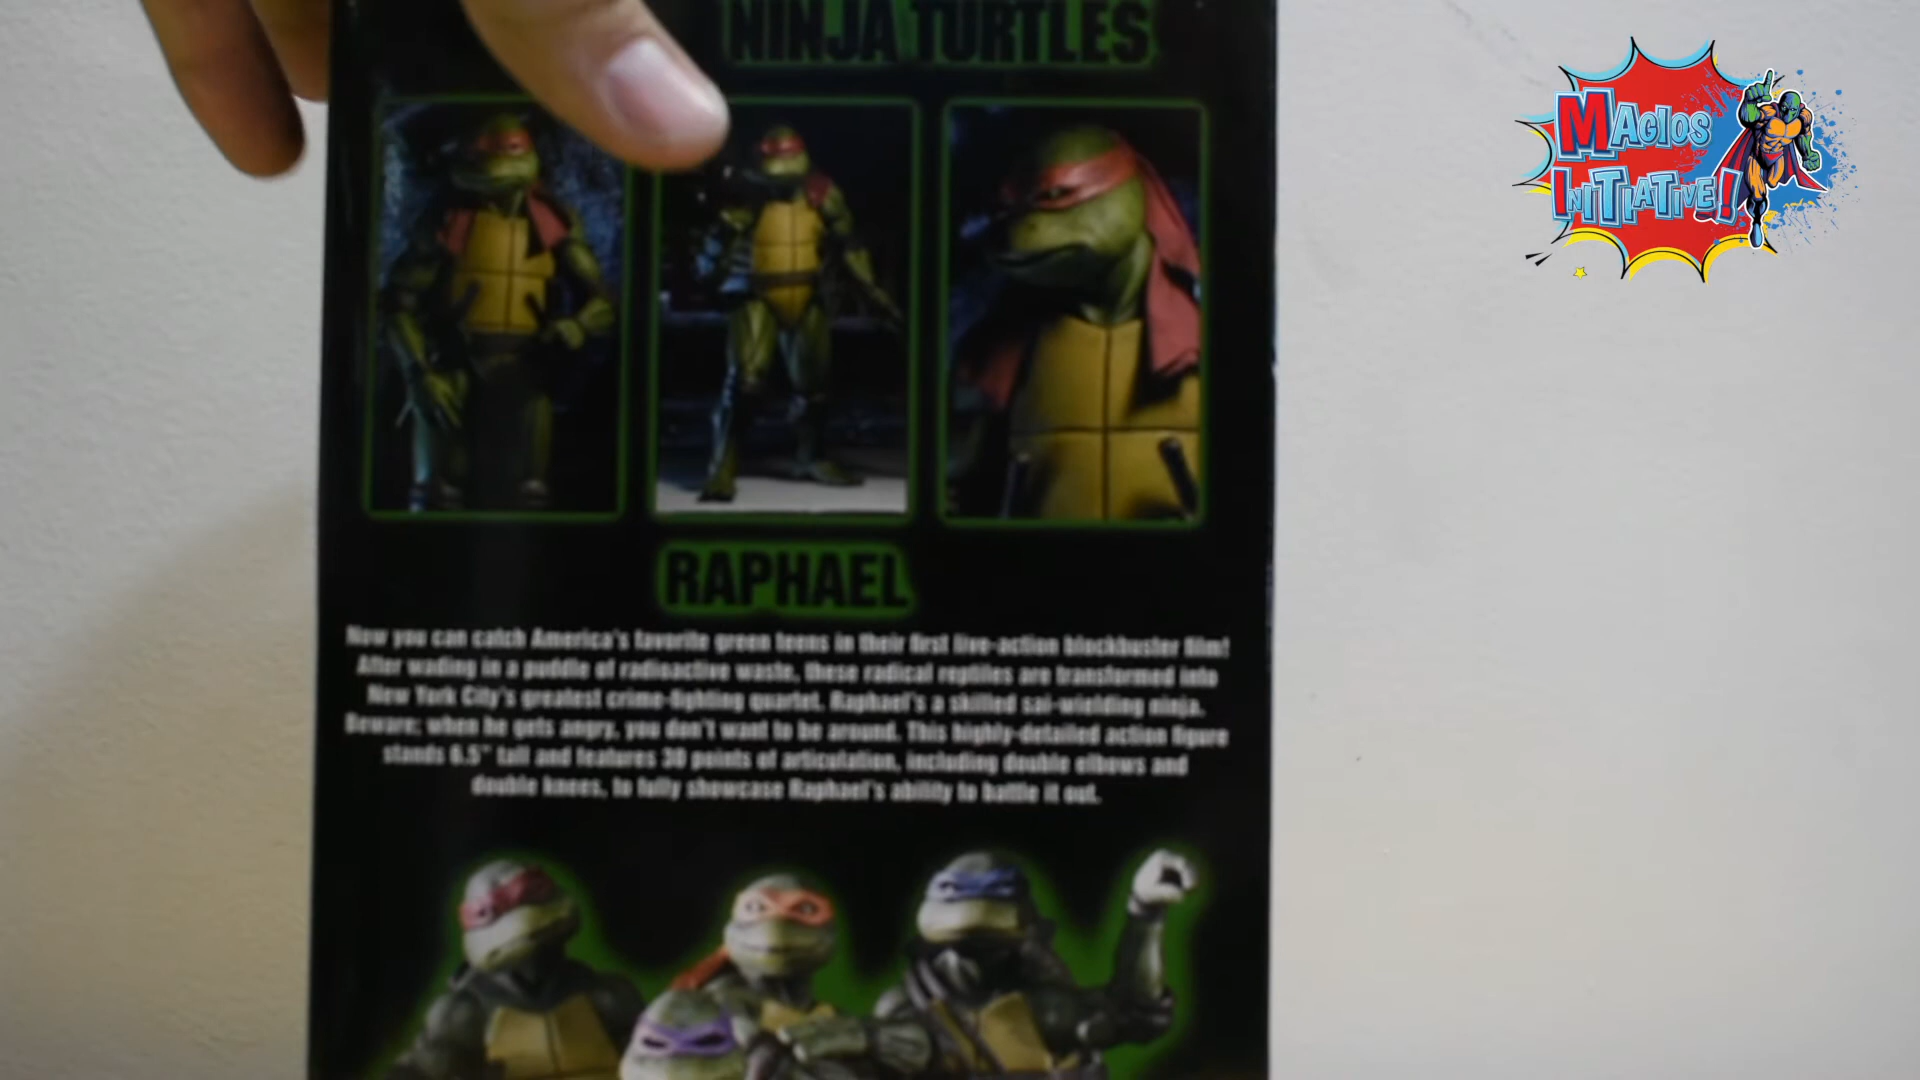 NINJA TURTLES
MAGIOS
INITIATIVE!
RAPHAEL
Now you can catch America's favorite green teens in their first live-action blockbuster film!
After wading in a puddle of radioactive waste, these radical reptiles are transformed into
New York City's greatest crime-fighting quartet. Raphael's a skilled sai-wielding ninja.
Beware: when he gets angry, you don't want to be around. This highly-detailed action figure
stands 6.5" tall and features 30 points of articulation, including double elbows and
double knees, to fully showcase Raphael's ability to battle it out.